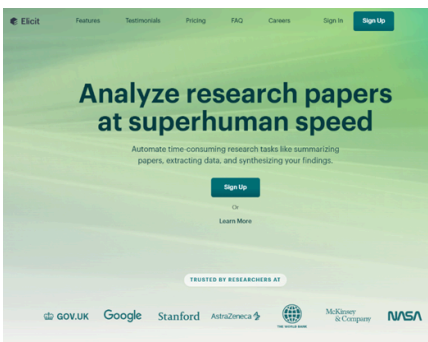 Elicit
Features
Testimonials
Pricing
FAQ
Careers
Sign In
Sign Up
Analyze research papers
at superhuman speed
Automate time-consuming research tasks like summarizing
papers, extracting data, and synthesizing your findings.
Sign Up
Or
Learn More
TRUSTED BY RESEARCHERS AT
GOV.UK
Google
Stanford
AstraZeneca
THE WORLD BANK
McKinsey
& Company
NASA